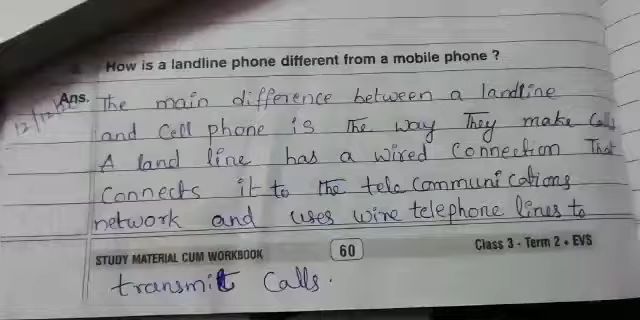 How is a landline phone different from a mobile phone ?
Ans. The main difference between a landline
and Cell phone is The way They make Calls
A land line has a wired Connection That
Connects it to the telecommunications
network and uses wire telephone lines to
STUDY MATERIAL CUM WORKBOOK 60 Class 3 - Term 2 • EVS
transmit Calls.